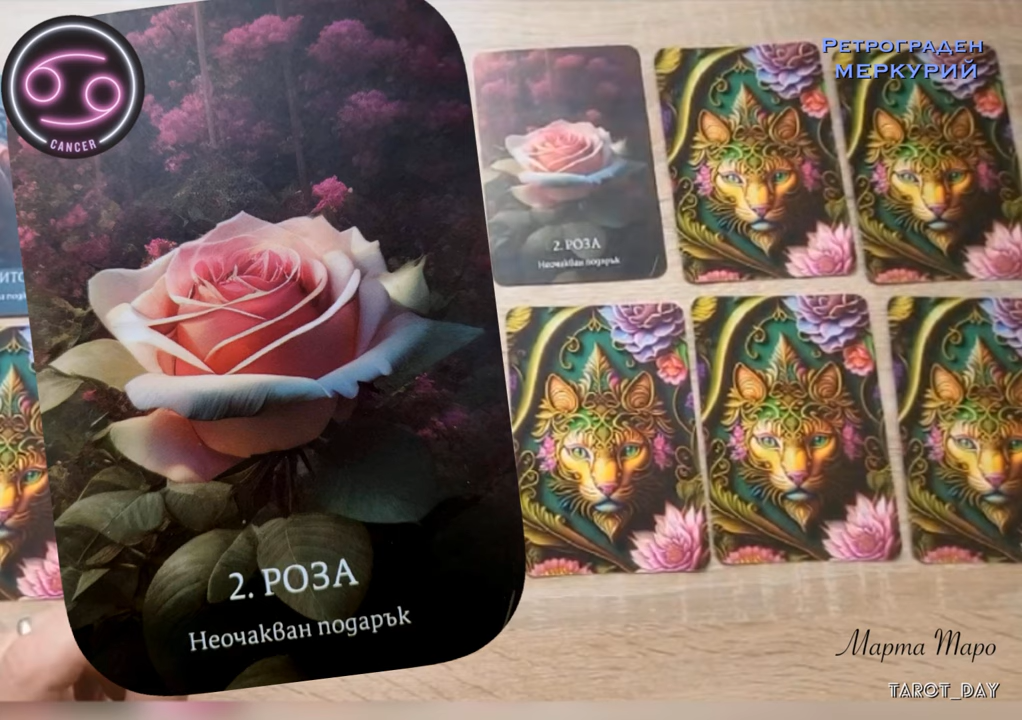 CANCER
Ретрограден
МЕРКУРИЙ
2. РОЗА
Неочакван подарък
2. РОЗА
Неочакван подарък
Марта Таро
TAROT_DAY